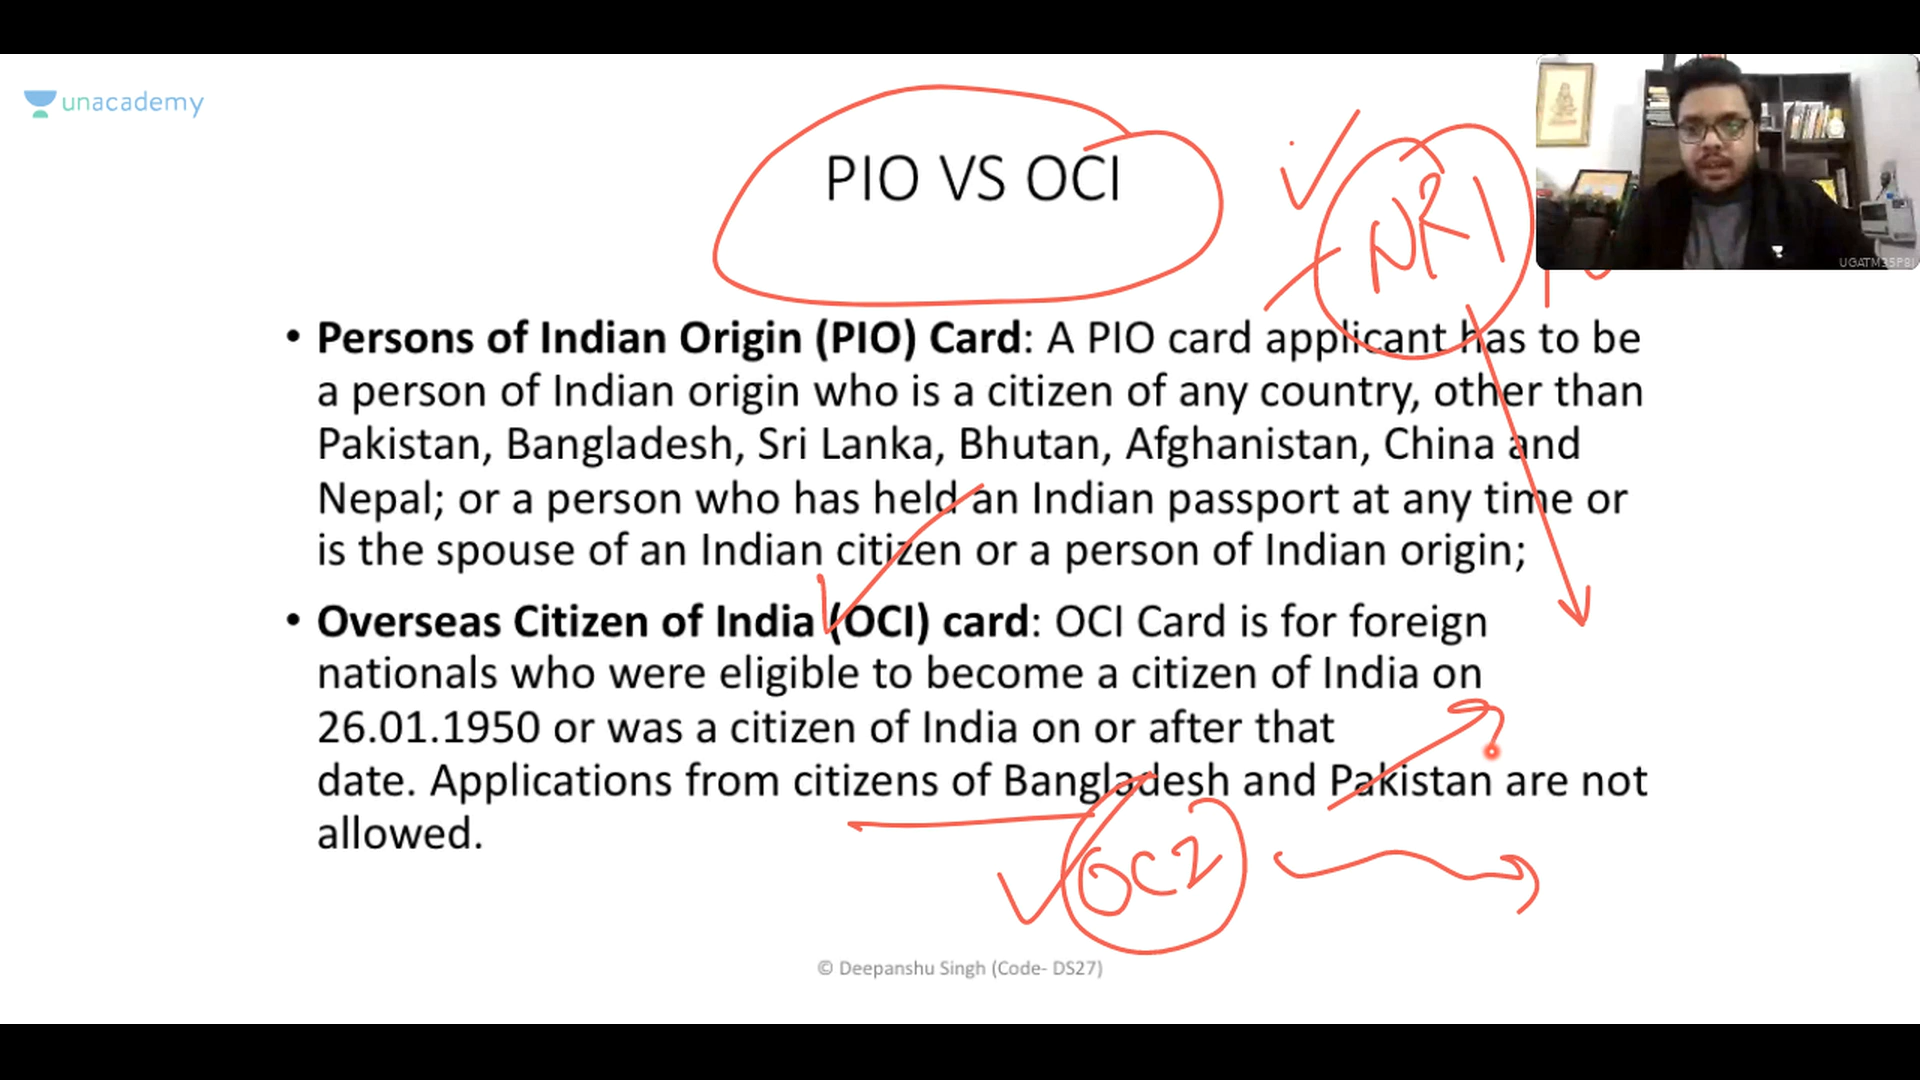 unacademy
PIO VS OCI
NRI
UGATM35P8I
• Persons of Indian Origin (PIO) Card: A PIO card applicant has to be
a person of Indian origin who is a citizen of any country, other than
Pakistan, Bangladesh, Sri Lanka, Bhutan, Afghanistan, China and
Nepal; or a person who has held an Indian passport at any time or
is the spouse of an Indian citizen or a person of Indian origin;
• Overseas Citizen of India (OCI) card: OCI Card is for foreign
nationals who were eligible to become a citizen of India on
26.01.1950 or was a citizen of India on or after that
date. Applications from citizens of Bangladesh and Pakistan are not
allowed.
OCI
© Deepanshu Singh (Code- DS27)